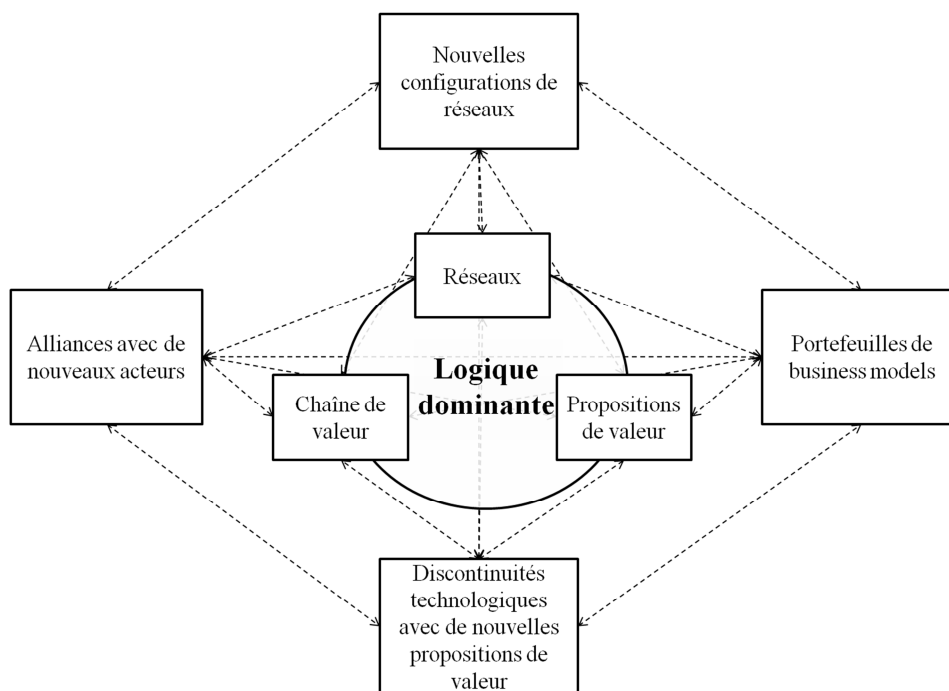 Nouvelles
configurations de
réseaux
Réseaux
Alliances avec de
nouveaux acteurs
Portefeuilles de
business models
Logique
dominante
Chaîne de
valeur
Propositions
de valeur
Discontinuités
technologiques
avec de nouvelles
propositions de
valeur